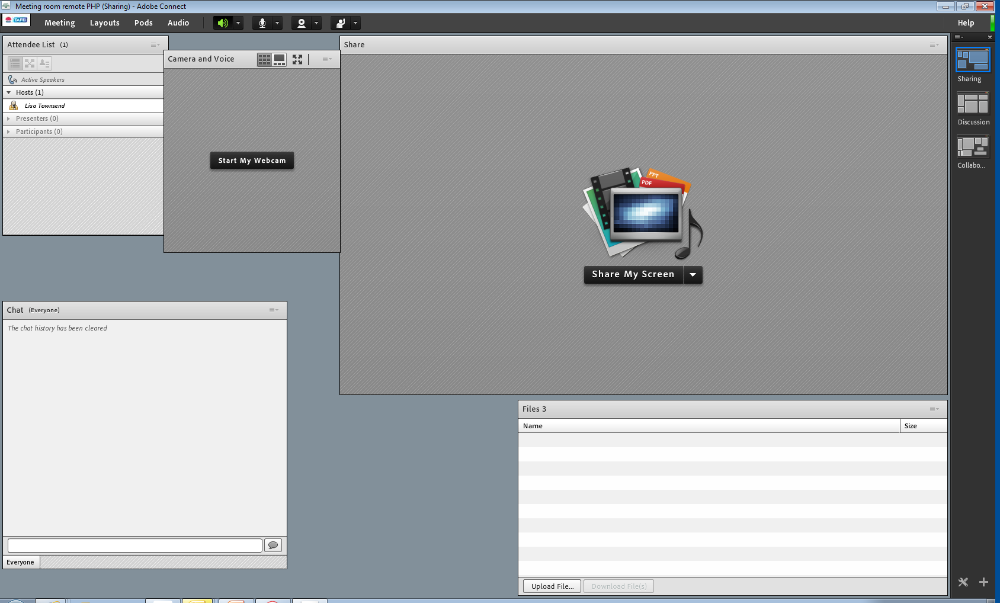 Meeting room remote PHP (Sharing) - Adobe Connect
TAFE
Meeting Layouts Pods Audio Help
Attendee List (1)
Active Speakers
Hosts (1)
Lisa Townsend
Presenters (0)
Participants (0)
Camera and Voice
Start My Webcam
Share
PPT
PDF
Share My Screen
Sharing
Discussion
Collabo...
Chat (Everyone)
The chat history has been cleared
Everyone
Files 3
Name Size
Upload File... Download File(s)